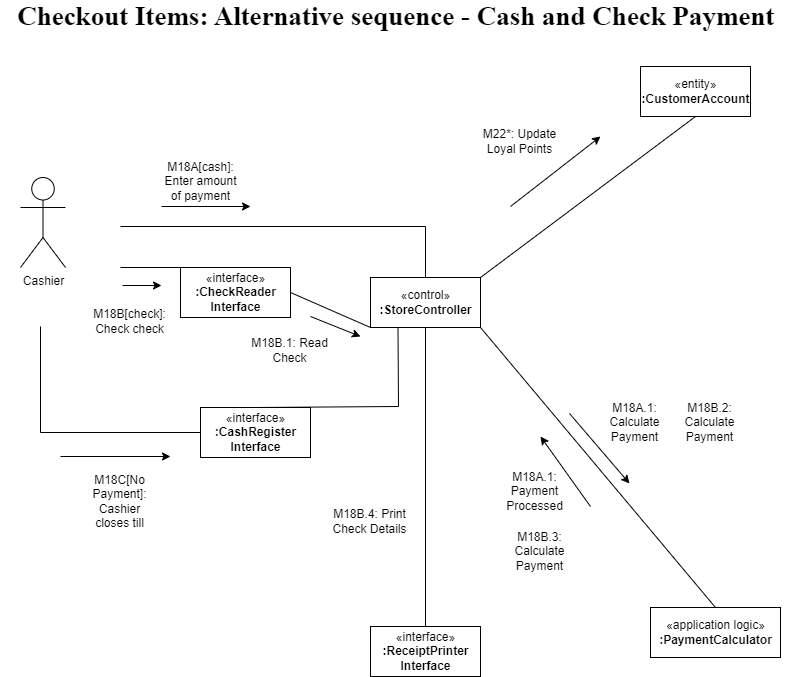 Checkout Items: Alternative sequence - Cash and Check Payment
«entity»
:CustomerAccount
M22*: Update
Loyal Points
M18A[cash]:
Enter amount
of payment
Cashier
«interface»
:CheckReader
Interface
«control»
:StoreController
M18B[check]:
Check check
M18B.1: Read
Check
«interface»
:CashRegister
Interface
M18A.1:
Calculate
Payment
M18B.2:
Calculate
Payment
M18C[No
Payment]:
Cashier
closes till
M18A.1:
Payment
Processed
M18B.4: Print
Check Details
M18B.3:
Calculate
Payment
«interface»
:ReceiptPrinter
Interface
«application logic»
:PaymentCalculator